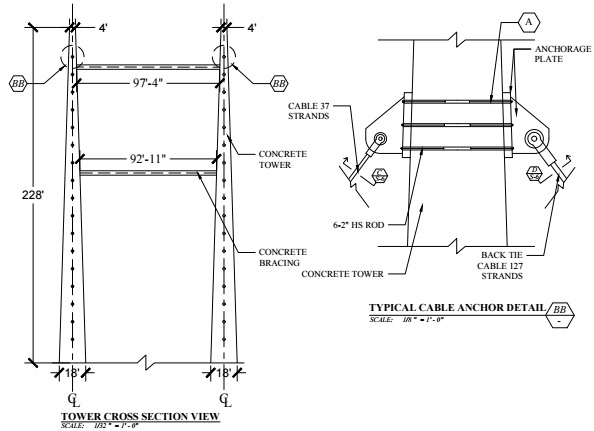 4'
4'
BB
BB
97'-4"
92'-11"
228'
CONCRETE
TOWER
CONCRETE
BRACING
18'
18'
CL
CL
TOWER CROSS SECTION VIEW
SCALE: 1/32 " = 1' - 0"
A
ANCHORAGE
PLATE
CABLE 37
STRANDS
C
D
6-2" HS ROD
CONCRETE TOWER
BACK TIE
CABLE 127
STRANDS
TYPICAL CABLE ANCHOR DETAIL
BB
-
SCALE: 1/8 " = 1' - 0"